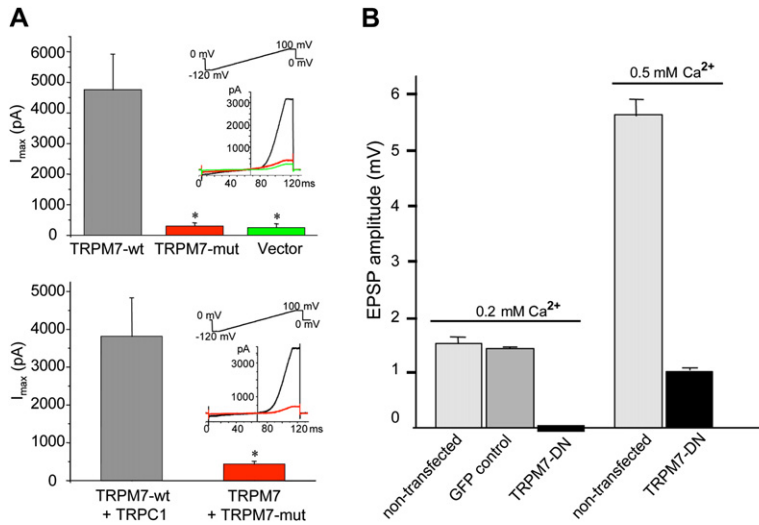 A
6000
5000
4000
3000
2000
1000
0
I max (pA)
0 mV
100 mV
-120 mV
0 mV
pA
3000
2000
1000
0
0 40 80 120 ms
*
*
TRPM7-wt TRPM7-mut Vector
5000
4000
3000
2000
1000
0
I max (pA)
0 mV
100 mV
-120 mV
0 mV
pA
3000
2000
1000
0
0 40 80 120 ms
*
TRPM7-wt
+ TRPC1
TRPM7
+ TRPM7-mut
B
EPSP amplitude (mV)
6
5
4
3
2
1
0
0.2 mM Ca2+
0.5 mM Ca2+
non-transfected
GFP control
TRPM7-DN
non-transfected
TRPM7-DN